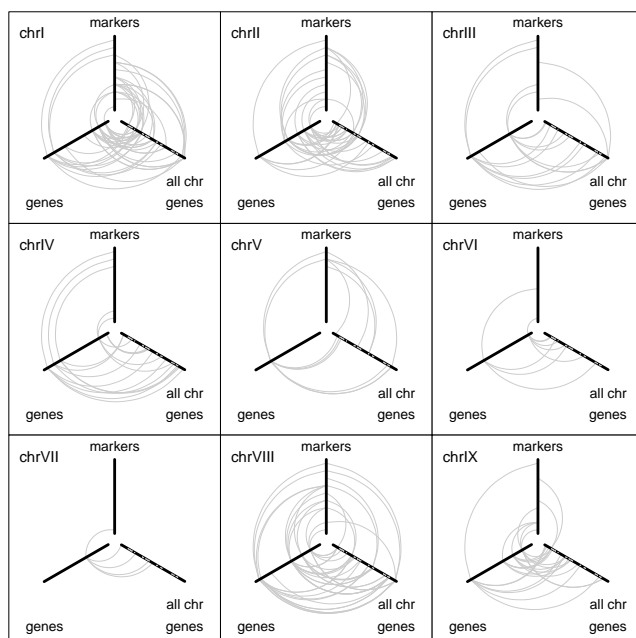 chrI
markers
genes
all chr
genes
chrII
markers
genes
all chr
genes
chrIII
markers
genes
all chr
genes
chrIV
markers
genes
all chr
genes
chrV
markers
genes
all chr
genes
chrVI
markers
genes
all chr
genes
chrVII
markers
genes
all chr
genes
chrVIII
markers
genes
all chr
genes
chrIX
markers
genes
all chr
genes